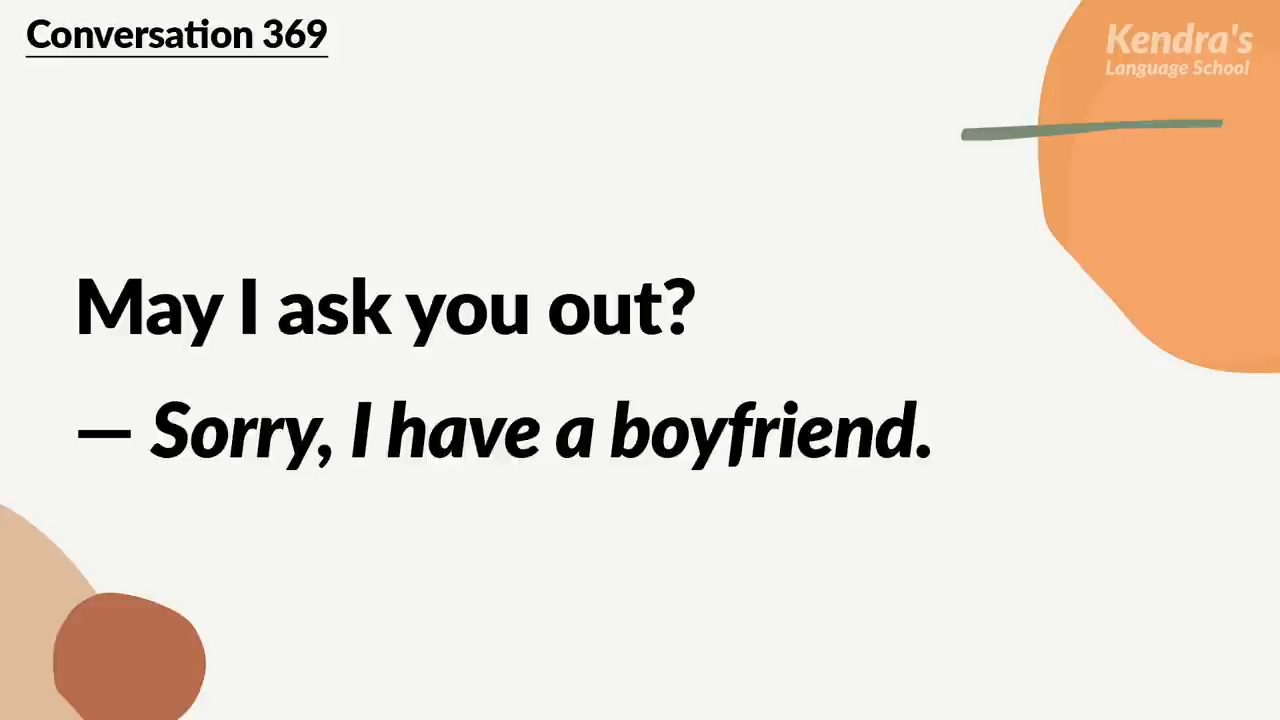 Conversation 369
Kendra's
Language School
May I ask you out?
— Sorry, I have a boyfriend.